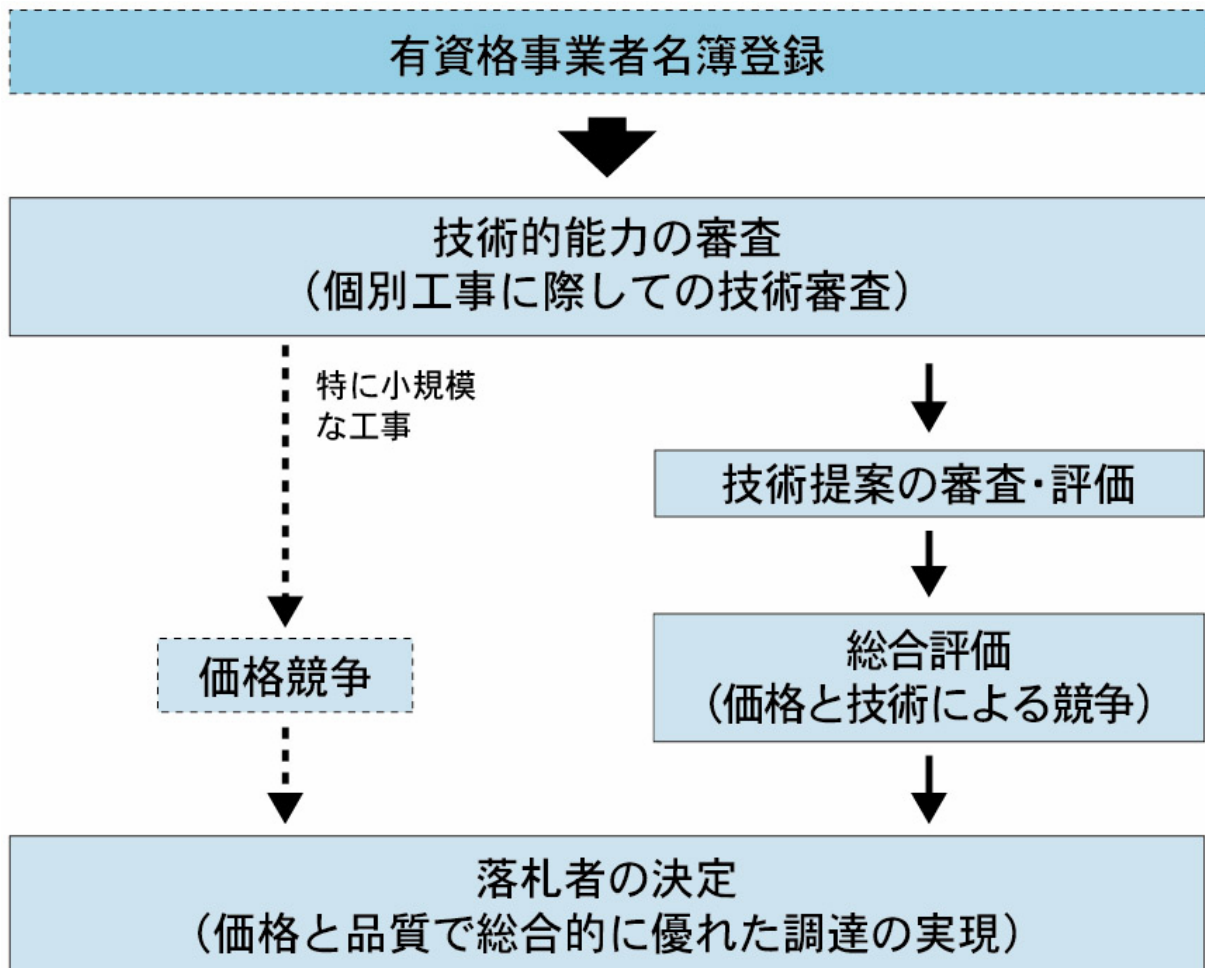 有資格事業者名簿登録
技術的能力の審査
（個別工事に際しての技術審査）
特に小規模
な工事
技術提案の審査・評価
価格競争
総合評価
（価格と技術による競争）
落札者の決定
（価格と品質で総合的に優れた調達の実現）